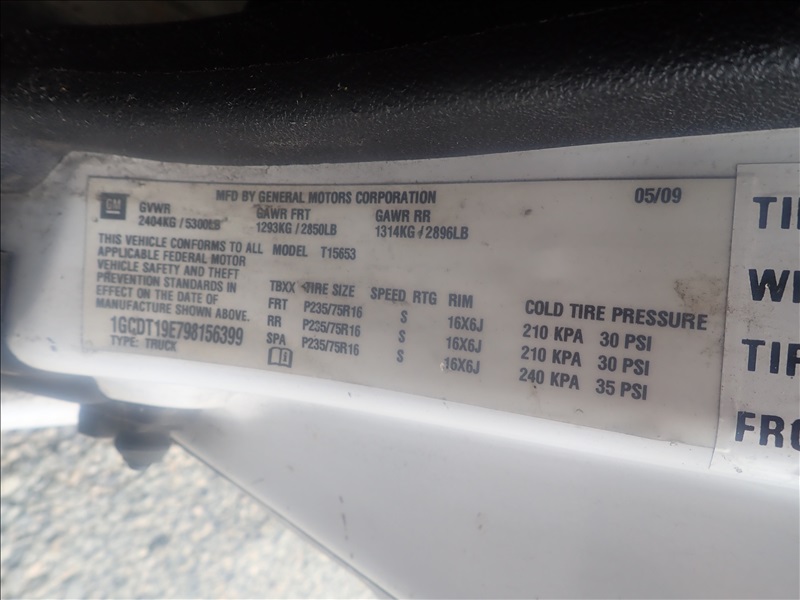 MFD BY GENERAL MOTORS CORPORATION 05/09
GM GVWR GAWR FRT GAWR RR
2404KG / 5300LB 1293KG / 2850LB 1314KG / 2896LB
THIS VEHICLE CONFORMS TO ALL MODEL T15653
APPLICABLE FEDERAL MOTOR
VEHICLE SAFETY AND THEFT
PREVENTION STANDARDS IN
EFFECT ON THE DATE OF
MANUFACTURE SHOWN ABOVE.
1GCDT19E798156399
TYPE: TRUCK
TBXX TIRE SIZE SPEED RTG RIM COLD TIRE PRESSURE
FRT P235/75R16 S 16X6J 210 KPA 30 PSI
RR P235/75R16 S 16X6J 210 KPA 30 PSI
SPA P235/75R16 S 16X6J 240 KPA 35 PSI